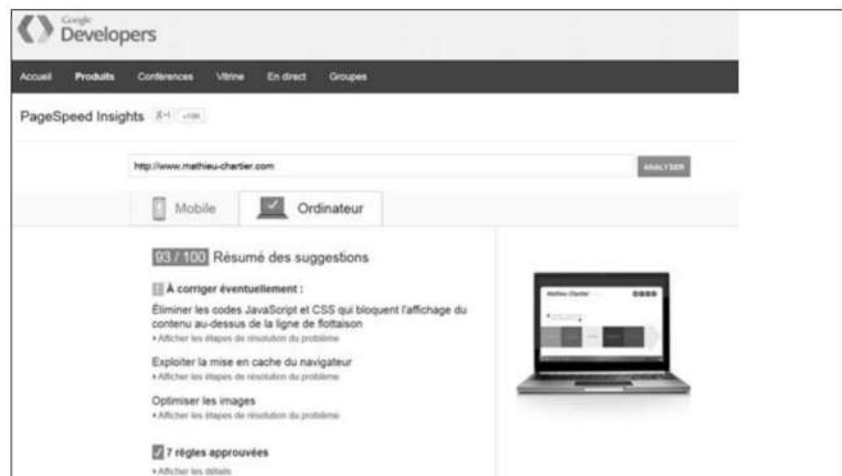 Google
Developers
Accueil Produits Conférences Vitrine En direct Groupes
PageSpeed Insights
http://www.mathieu-chartier.com ANALYSER
Mobile Ordinateur
93 / 100 Résumé des suggestions
À corriger éventuellement :
Éliminer les codes JavaScript et CSS qui bloquent l'affichage du
contenu au-dessus de la ligne de flottaison
Afficher les étapes de résolution du problème
Exploiter la mise en cache du navigateur
Afficher les étapes de résolution du problème
Optimiser les images
Afficher les étapes de résolution du problème
7 règles approuvées
Afficher les détails
Mathieu Chartier